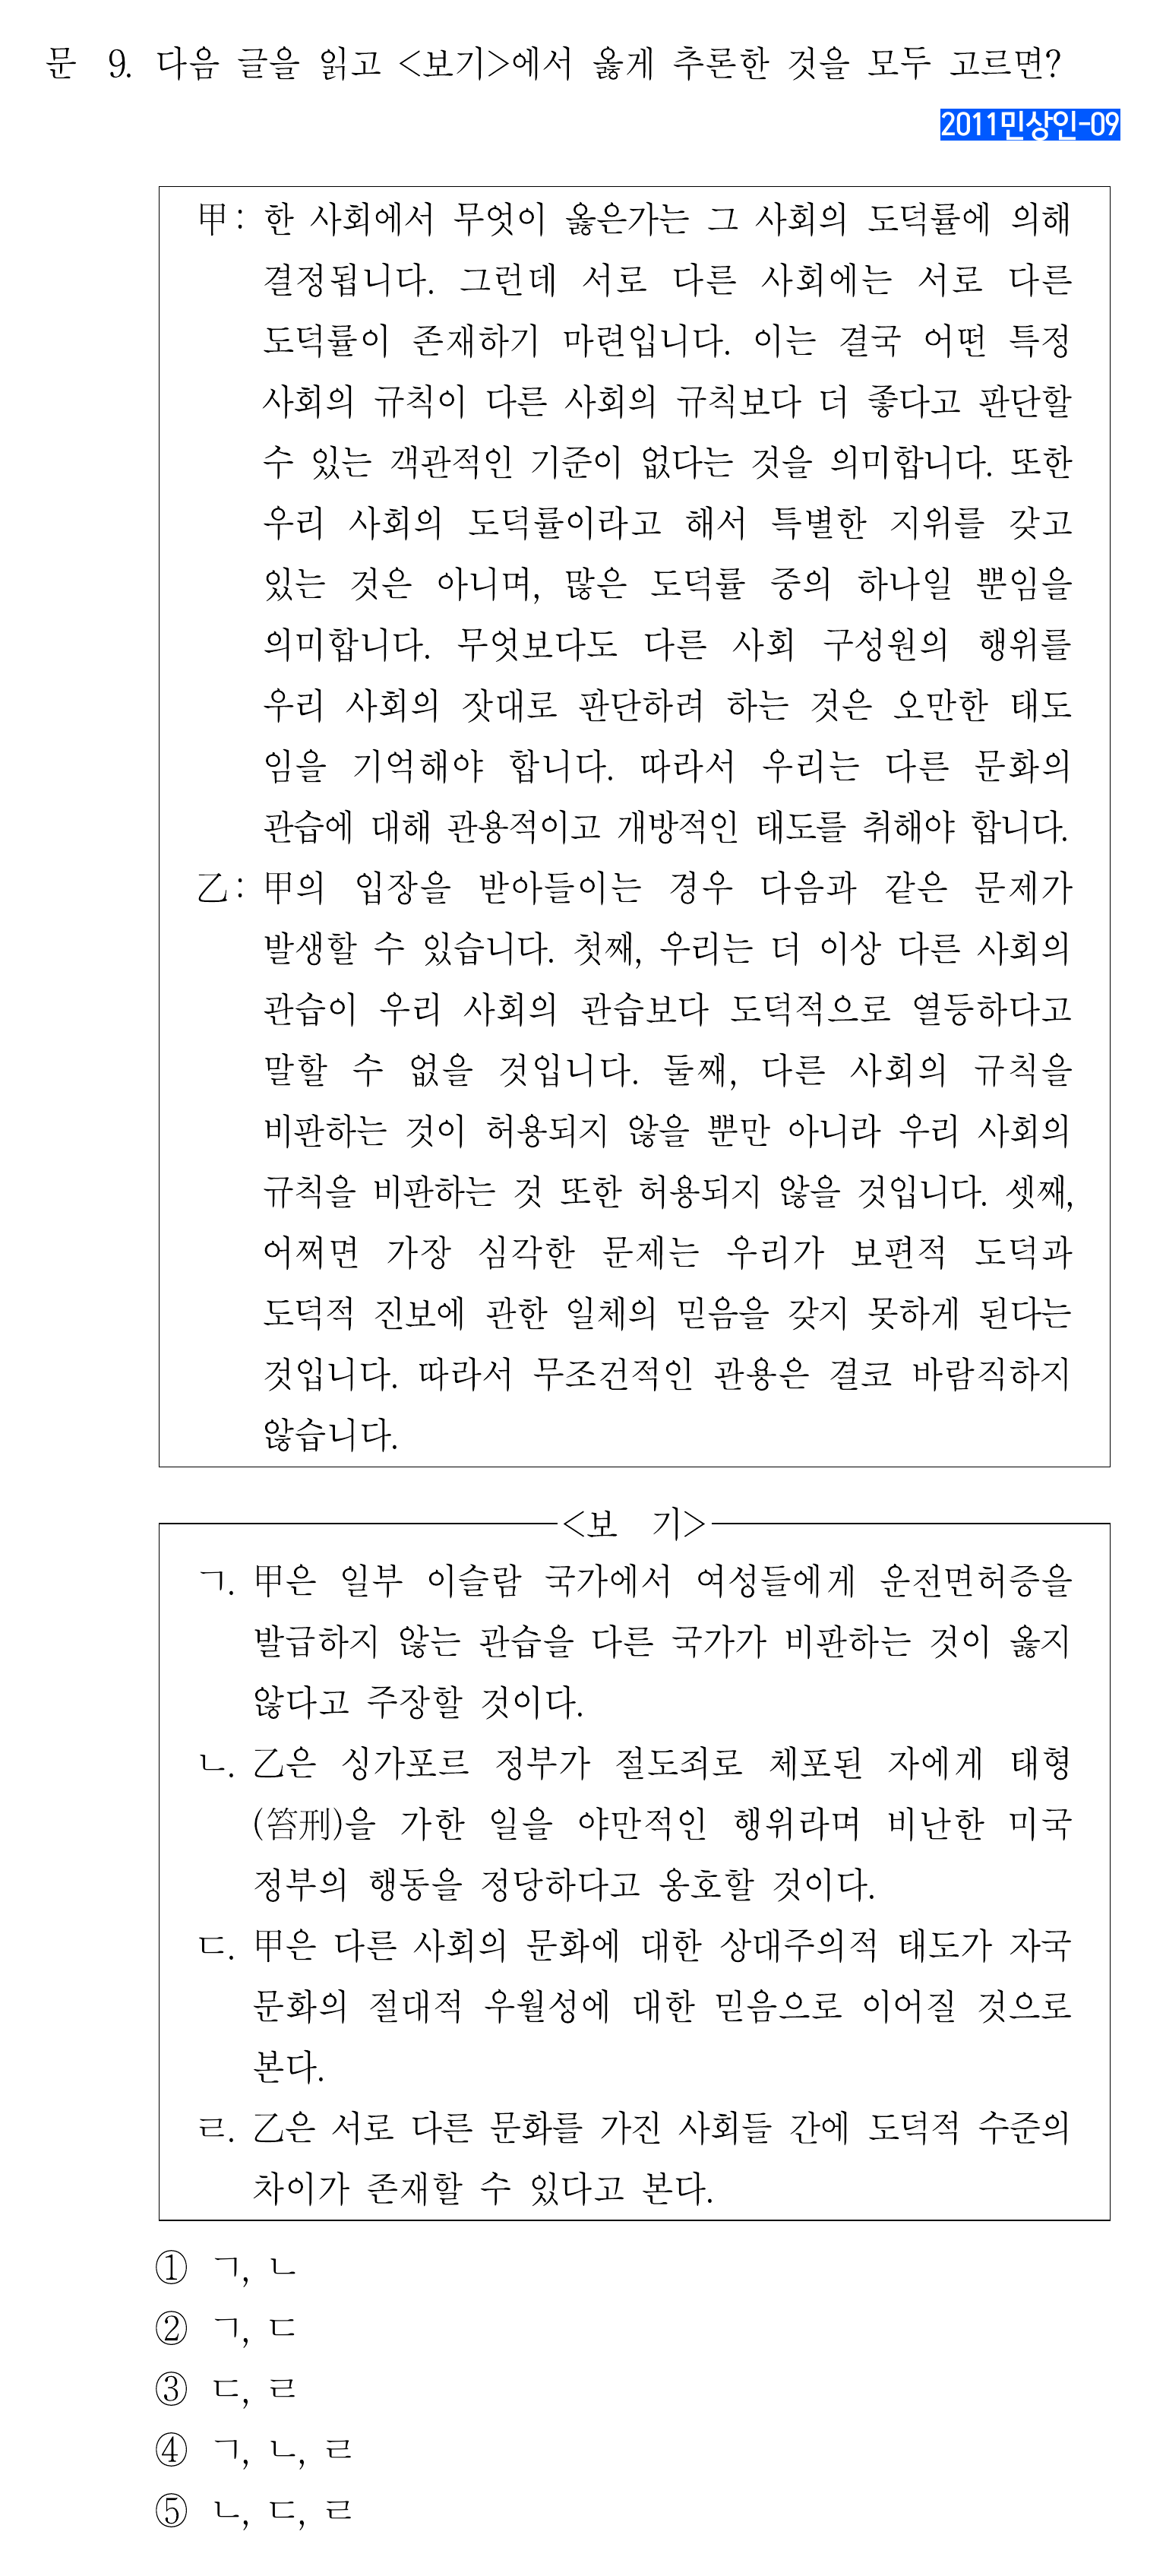 문 9. 다음 글을 읽고 <보기>에서 옳게 추론한 것을 모두 고르면?
2011민상인-09
甲: 한 사회에서 무엇이 옳은가는 그 사회의 도덕률에 의해
결정됩니다. 그런데 서로 다른 사회에는 서로 다른
도덕률이 존재하기 마련입니다. 이는 결국 어떤 특정
사회의 규칙이 다른 사회의 규칙보다 더 좋다고 판단할
수 있는 객관적인 기준이 없다는 것을 의미합니다. 또한
우리 사회의 도덕률이라고 해서 특별한 지위를 갖고
있는 것은 아니며, 많은 도덕률 중의 하나일 뿐임을
의미합니다. 무엇보다도 다른 사회 구성원의 행위를
우리 사회의 잣대로 판단하려 하는 것은 오만한 태도
임을 기억해야 합니다. 따라서 우리는 다른 문화의
관습에 대해 관용적이고 개방적인 태도를 취해야 합니다.
乙: 甲의 입장을 받아들이는 경우 다음과 같은 문제가
발생할 수 있습니다. 첫째, 우리는 더 이상 다른 사회의
관습이 우리 사회의 관습보다 도덕적으로 열등하다고
말할 수 없을 것입니다. 둘째, 다른 사회의 규칙을
비판하는 것이 허용되지 않을 뿐만 아니라 우리 사회의
규칙을 비판하는 것 또한 허용되지 않을 것입니다. 셋째,
어쩌면 가장 심각한 문제는 우리가 보편적 도덕과
도덕적 진보에 관한 일체의 믿음을 갖지 못하게 된다는
것입니다. 따라서 무조건적인 관용은 결코 바람직하지
않습니다.
<보 기>
ㄱ. 甲은 일부 이슬람 국가에서 여성들에게 운전면허증을
발급하지 않는 관습을 다른 국가가 비판하는 것이 옳지
않다고 주장할 것이다.
ㄴ. 乙은 싱가포르 정부가 절도죄로 체포된 자에게 태형
(笞刑)을 가한 일을 야만적인 행위라며 비난한 미국
정부의 행동을 정당하다고 옹호할 것이다.
ㄷ. 甲은 다른 사회의 문화에 대한 상대주의적 태도가 자국
문화의 절대적 우월성에 대한 믿음으로 이어질 것으로
본다.
ㄹ. 乙은 서로 다른 문화를 가진 사회들 간에 도덕적 수준의
차이가 존재할 수 있다고 본다.
① ㄱ, ㄴ
② ㄱ, ㄷ
③ ㄷ, ㄹ
④ ㄱ, ㄴ, ㄹ
⑤ ㄴ, ㄷ, ㄹ